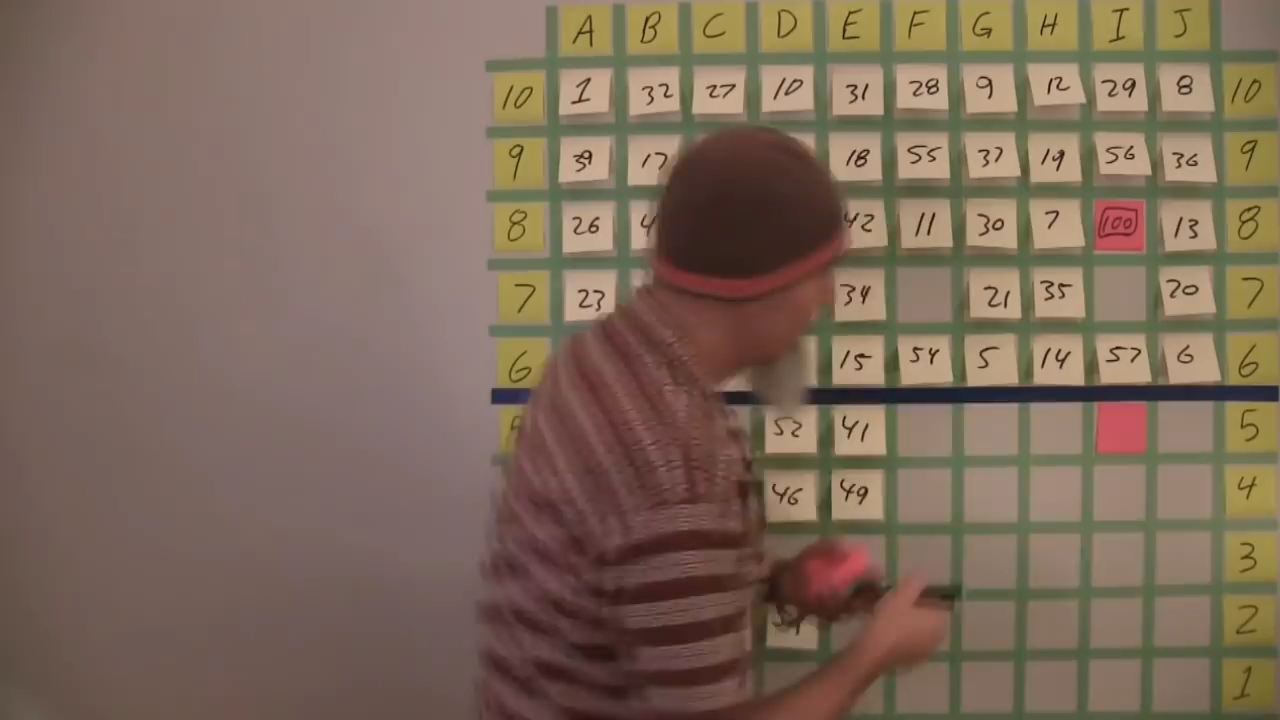 A B C D E F G H I J
10 1 32 27 10 31 28 9 12 29 8 10
9 39 17 18 55 37 19 56 36 9
8 26 42 11 30 7 100 13 8
7 23 34 21 35 20 7
6 15 54 5 14 57 6 6
52 41 5
46 49 4
3
2
1